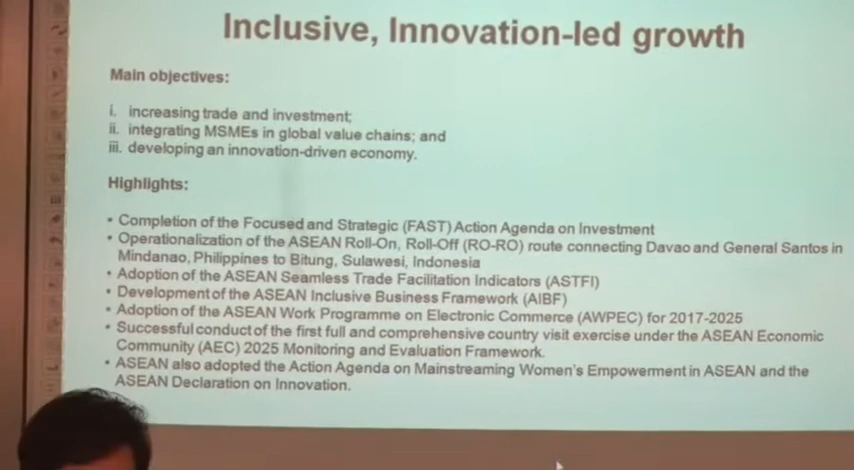 Inclusive, Innovation-led growth
Main objectives:
i. increasing trade and investment;
ii. integrating MSMEs in global value chains; and
iii. developing an innovation-driven economy.
Highlights:
• Completion of the Focused and Strategic (FAST) Action Agenda on Investment
• Operationalization of the ASEAN Roll-On, Roll-Off (RO-RO) route connecting Davao and General Santos in
Mindanao, Philippines to Bitung, Sulawesi, Indonesia
• Adoption of the ASEAN Seamless Trade Facilitation Indicators (ASTFI)
• Development of the ASEAN Inclusive Business Framework (AIBF)
• Adoption of the ASEAN Work Programme on Electronic Commerce (AWPEC) for 2017-2025
• Successful conduct of the first full and comprehensive country visit exercise under the ASEAN Economic
Community (AEC) 2025 Monitoring and Evaluation Framework.
• ASEAN also adopted the Action Agenda on Mainstreaming Women's Empowerment in ASEAN and the
ASEAN Declaration on Innovation.